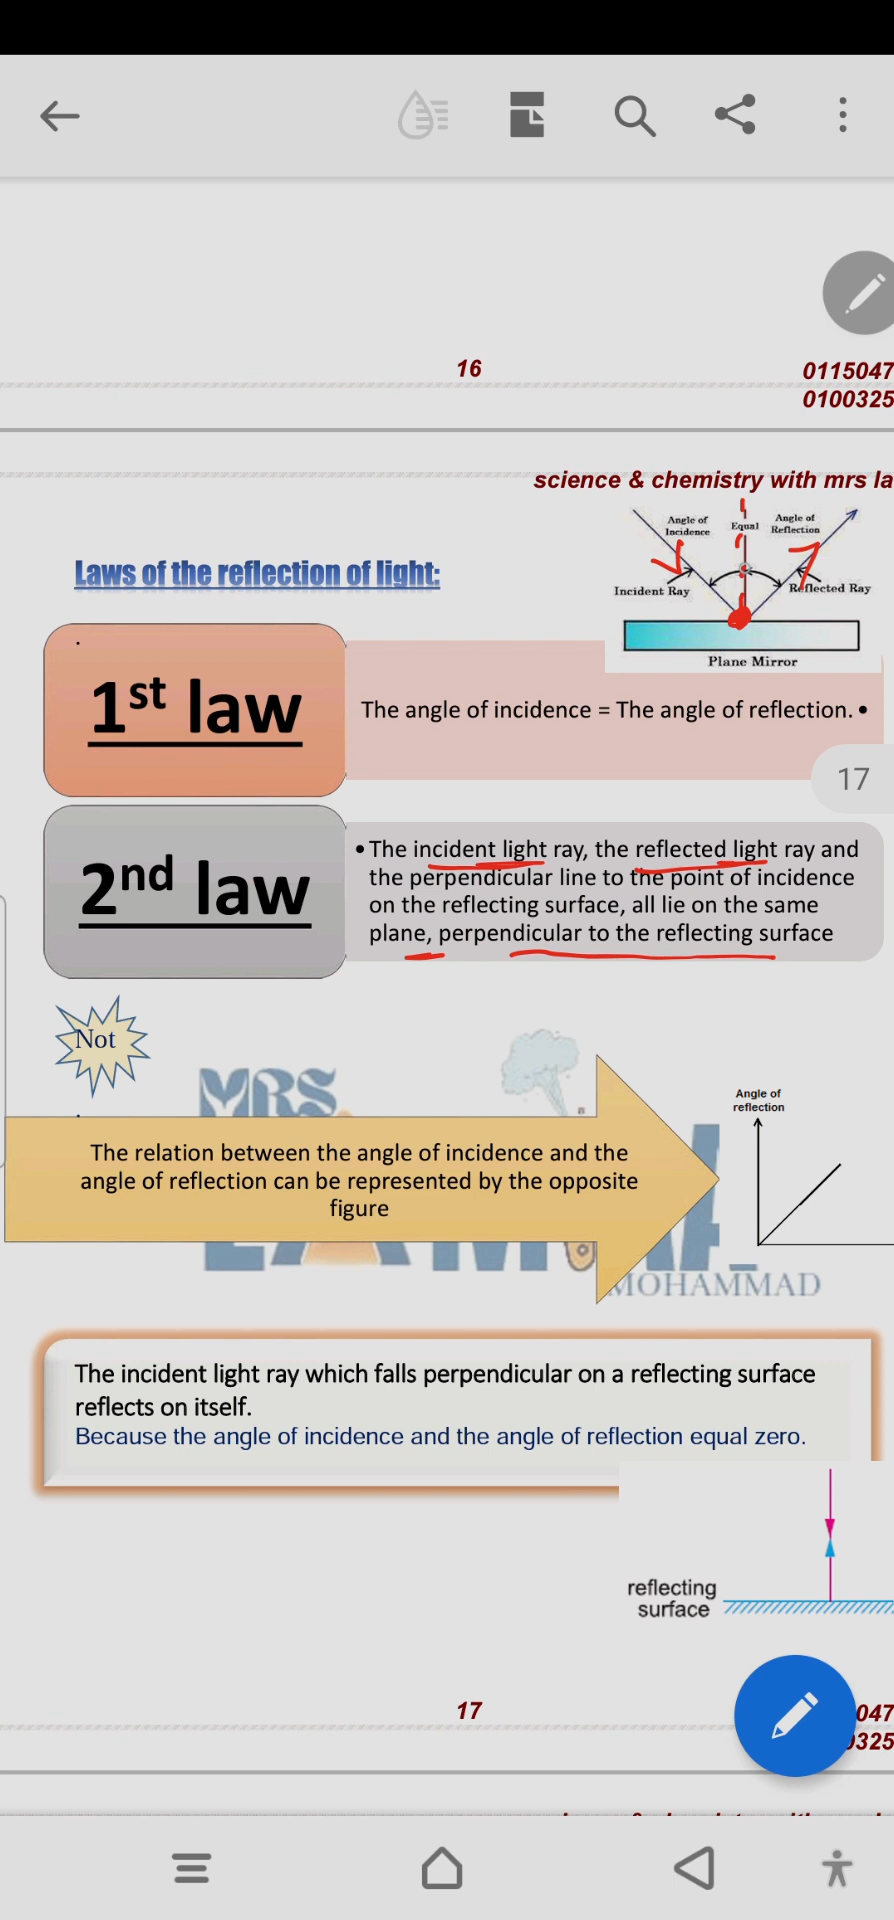 16
0115047
0100325
science & chemistry with mrs la
Laws of the reflection of light:
Angle of
Incidence
Equal
Angle of
Reflection
Incident Ray
Reflected Ray
Plane Mirror
1st law
The angle of incidence = The angle of reflection. •
17
2nd law
• The incident light ray, the reflected light ray and
the perpendicular line to the point of incidence
on the reflecting surface, all lie on the same
plane, perpendicular to the reflecting surface
Not
MRS
The relation between the angle of incidence and the
angle of reflection can be represented by the opposite
figure
Angle of
reflection
MOHAMMAD
The incident light ray which falls perpendicular on a reflecting surface
reflects on itself.
Because the angle of incidence and the angle of reflection equal zero.
reflecting
surface
17
047
0325